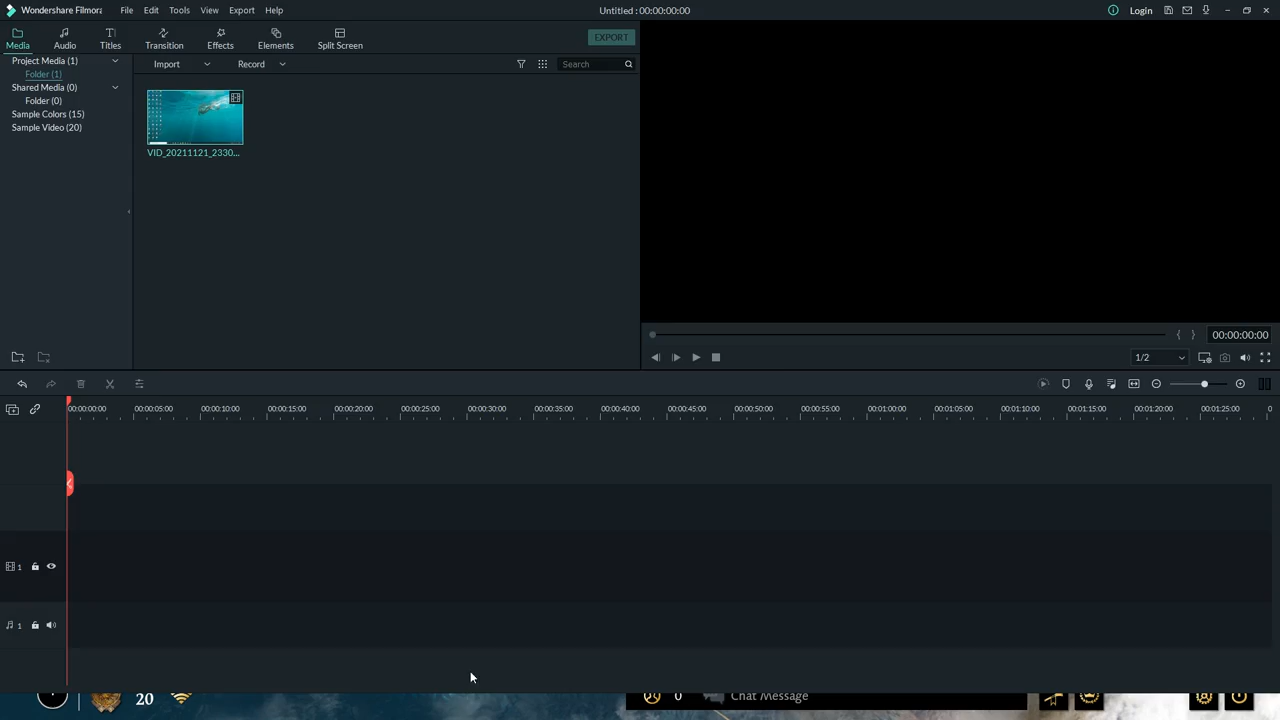 Wondershare Filmora File Edit Tools View Export Help Untitled : 00:00:00:00 Login
Media Audio Titles Transition Effects Elements Split Screen EXPORT
Project Media (1)
Folder (1)
Shared Media (0)
Folder (0)
Sample Colors (15)
Sample Video (20)
Import Record Search
VID_20211121_2330...
00:00:00:00
1/2
00:00:00:00 00:00:05:00 00:00:10:00 00:00:15:00 00:00:20:00 00:00:25:00 00:00:30:00 00:00:35:00 00:00:40:00 00:00:45:00 00:00:50:00 00:00:55:00 00:01:00:00 00:01:05:00 00:01:10:00 00:01:15:00 00:01:20:00 00:01:25:00 0
1
1
20 0 Chat Message